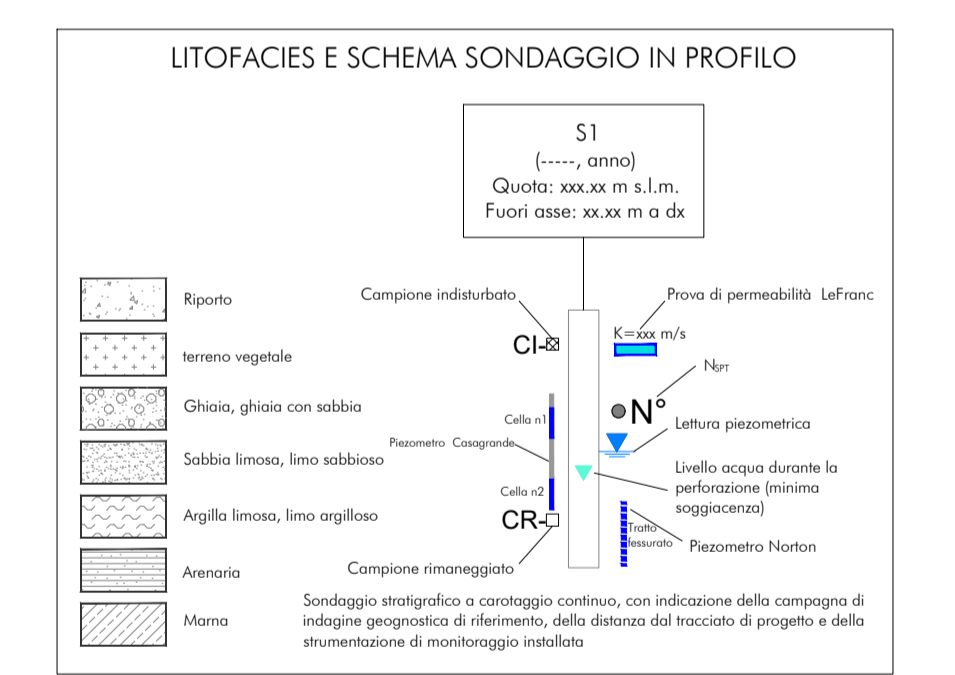 LITOFACIES E SCHEMA SONDAGGIO IN PROFILO
S1
(-----, anno)
Quota: xxx.xx m s.l.m.
Fuori asse: xx.xx m a dx
Riporto
terreno vegetale
Ghiaia, ghiaia con sabbia
Sabbia limosa, limo sabbioso
Argilla limosa, limo argilloso
Arenaria
Marna
Campione indisturbato
CI-
Cella n1
Piezometro Casagrande
Cella n2
CR-
Campione rimaneggiato
Prova di permeabilità LeFranc
K=xxx m/s
NSPT
N°
Lettura piezometrica
Livello acqua durante la
perforazione (minima
soggiacenza)
Tratto
fessurato
Piezometro Norton
Sondaggio stratigrafico a carotaggio continuo, con indicazione della campagna di
indagine geognostica di riferimento, della distanza dal tracciato di progetto e della
strumentazione di monitoraggio installata